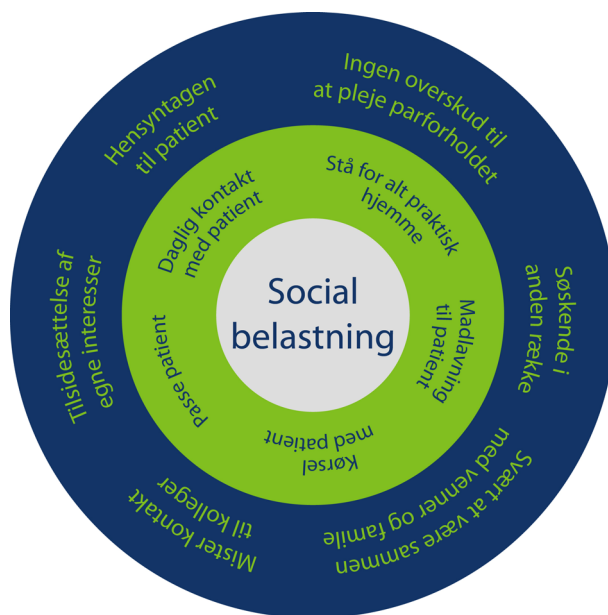 Social
belastning
Stå for alt praktisk
hjemme
Madlavning
til patient
Kørsel
med patient
Passe patient
Daglig kontakt
med patient
Ingen overskud til
at pleje parforholdet
Søskende i
anden række
Svært at være sammen
med venner og famile
Mister kontakt
til kolleger
Tilsidesættelse af
egne interesser
Hensyntagen
til patient